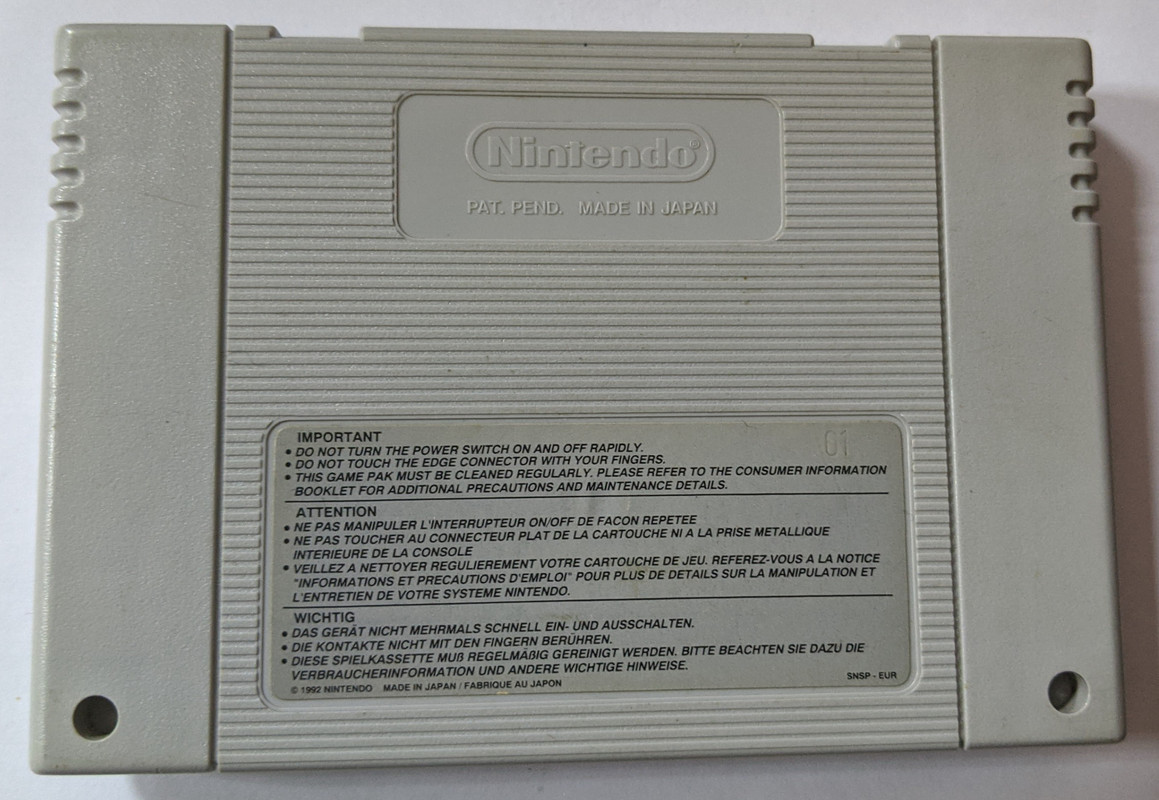 Nintendo®
PAT. PEND. MADE IN JAPAN
01
IMPORTANT
• DO NOT TURN THE POWER SWITCH ON AND OFF RAPIDLY.
• DO NOT TOUCH THE EDGE CONNECTOR WITH YOUR FINGERS.
• THIS GAME PAK MUST BE CLEANED REGULARLY. PLEASE REFER TO THE CONSUMER INFORMATION
BOOKLET FOR ADDITIONAL PRECAUTIONS AND MAINTENANCE DETAILS.
ATTENTION
• NE PAS MANIPULER L'INTERRUPTEUR ON/OFF DE FACON REPETEE
• NE PAS TOUCHER AU CONNECTEUR PLAT DE LA CARTOUCHE NI A LA PRISE METALLIQUE
INTERIEURE DE LA CONSOLE
• VEILLEZ A NETTOYER REGULIEREMENT VOTRE CARTOUCHE DE JEU. REFEREZ-VOUS A LA NOTICE
"INFORMATIONS ET PRECAUTIONS D'EMPLOI" POUR PLUS DE DETAILS SUR LA MANIPULATION ET
L'ENTRETIEN DE VOTRE SYSTEME NINTENDO.
WICHTIG
• DAS GERÄT NICHT MEHRMALS SCHNELL EIN- UND AUSSCHALTEN.
• DIE KONTAKTE NICHT MIT DEN FINGERN BERÜHREN.
• DIESE SPIELKASSETTE MUß REGELMÄßIG GEREINIGT WERDEN. BITTE BEACHTEN SIE DAZU DIE
VERBRAUCHERINFORMATION UND ANDERE WICHTIGE HINWEISE.
© 1992 NINTENDO MADE IN JAPAN / FABRIQUE AU JAPON
SNSP - EUR